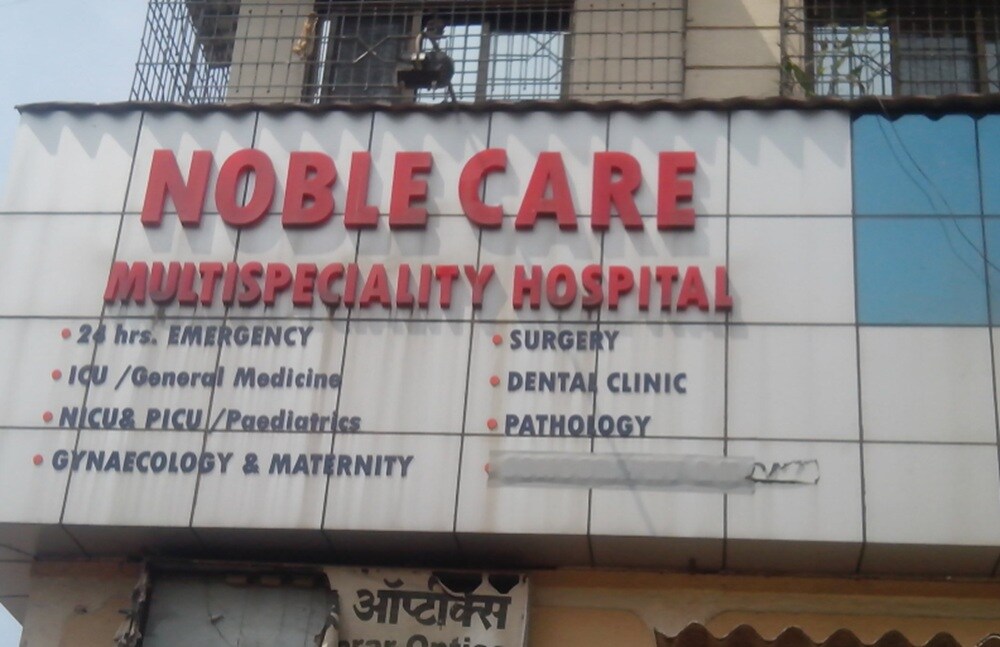 NOBLE CARE
MULTISPECIALITY HOSPITAL
• 24 hrs. EMERGENCY
• ICU /General Medicine
• NICU& PICU /Paediatrics
• GYNAECOLOGY & MATERNITY
• SURGERY
• DENTAL CLINIC
• PATHOLOGY
ऑप्टीक्स